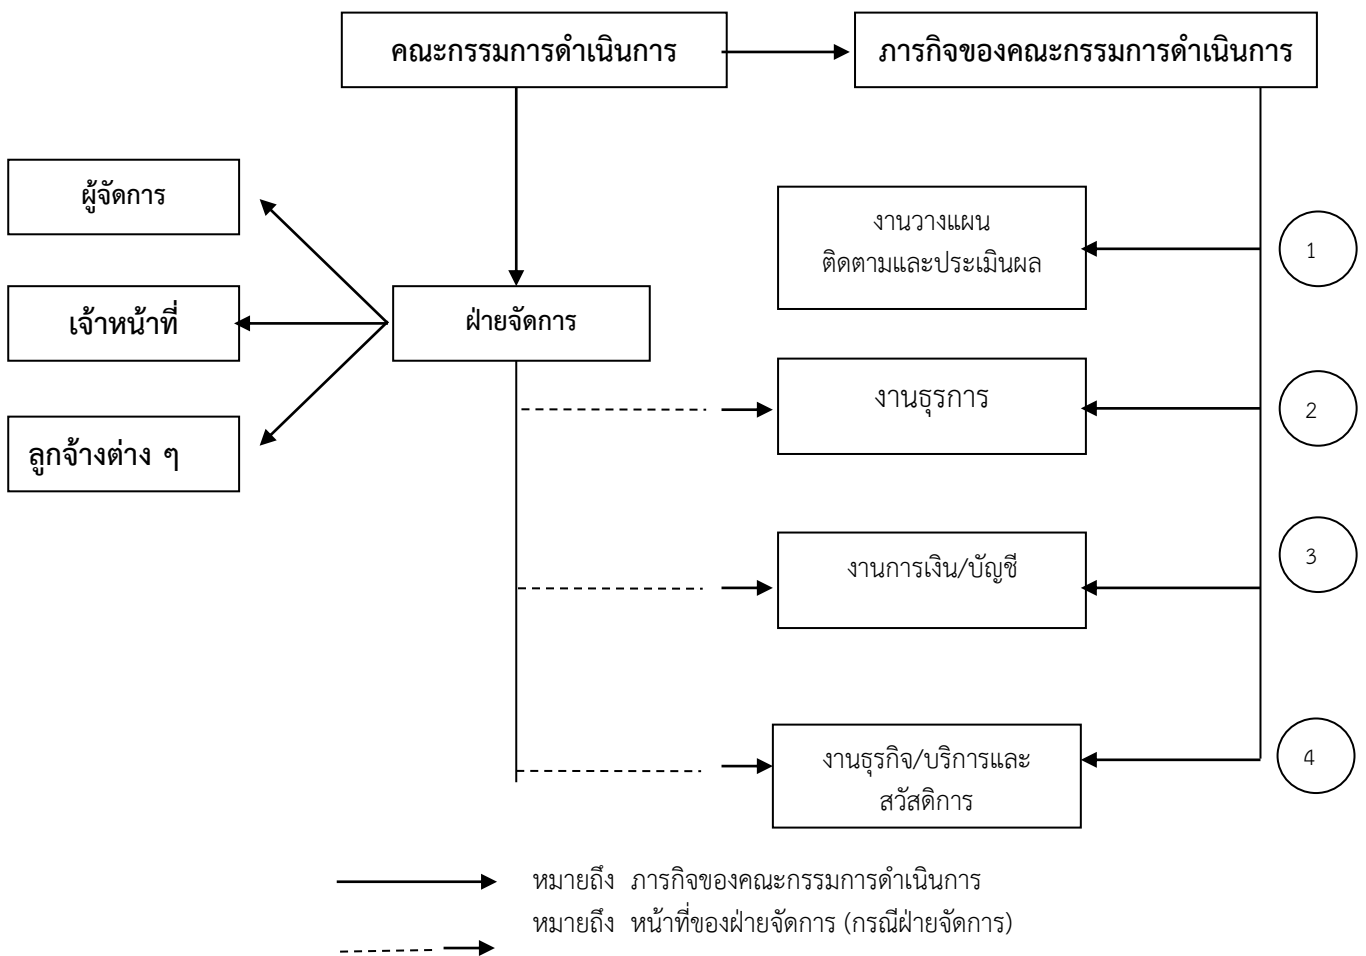 คณะกรรมการดำเนินการ
ภารกิจของคณะกรรมการดำเนินการ
ผู้จัดการ
เจ้าหน้าที่
ลูกจ้างต่าง ๆ
ฝ่ายจัดการ
งานวางแผน
ติดตามและประเมินผล
1
งานธุรการ
2
งานการเงิน/บัญชี
3
งานธุรกิจ/บริการและ
สวัสดิการ
4
หมายถึง ภารกิจของคณะกรรมการดำเนินการ
หมายถึง หน้าที่ของฝ่ายจัดการ (กรณีฝ่ายจัดการ)